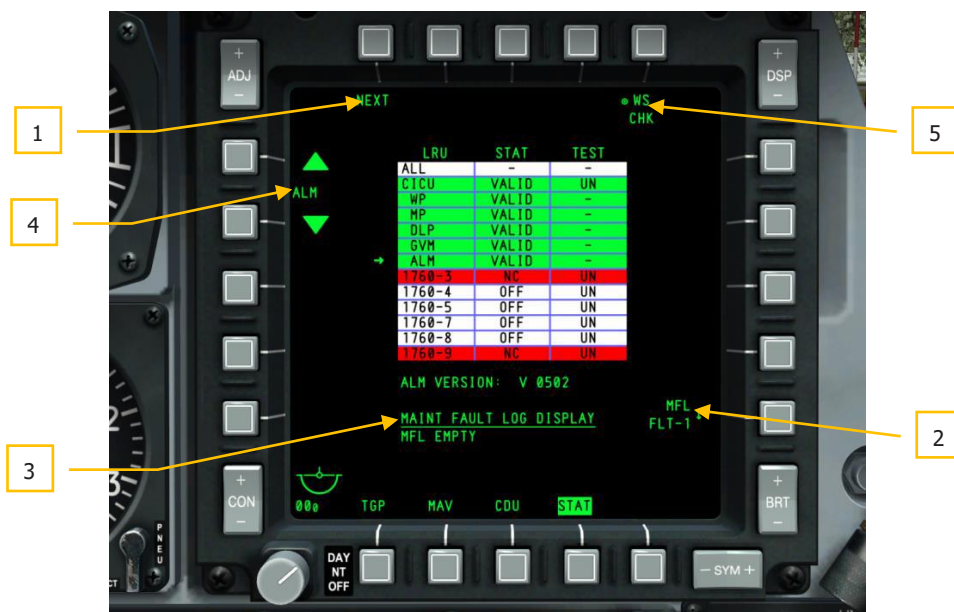 +
ADJ
-
+
DSP
-
NEXT
WS
CHK
1
5
LRU STAT TEST
ALL - -
CICU VALID UN
WP VALID -
MP VALID -
DLP VALID -
GVM VALID -
→ ALM VALID -
1760-3 NC UN
1760-4 OFF UN
1760-5 OFF UN
1760-7 OFF UN
1760-8 OFF UN
1760-9 NC UN
ALM
4
ALM VERSION: V 0502
MAINT FAULT LOG DISPLAY
MFL EMPTY
MFL
FLT-1
2
3
+
CON
-
+
BRT
-
00e
TGP MAV CDU STAT
PNEU
DAY
NT
OFF
- SYM +